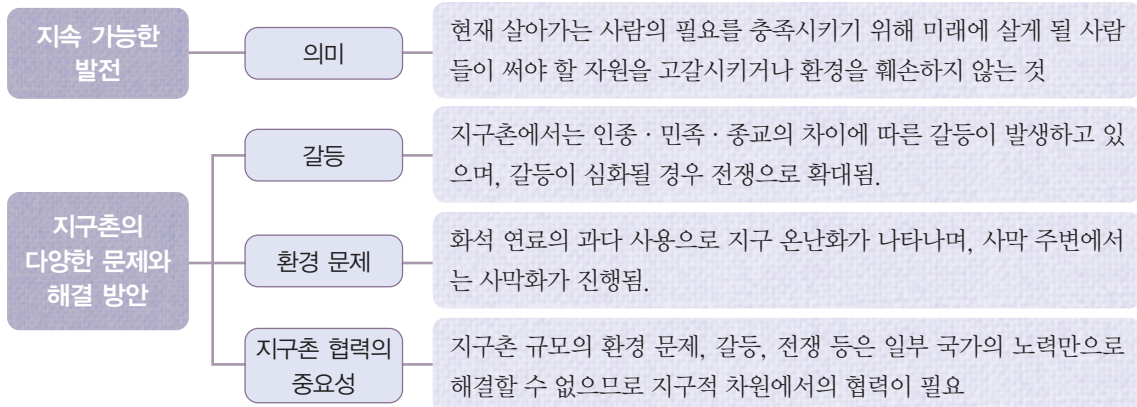 지속 가능한
발전
의미
현재 살아가는 사람의 필요를 충족시키기 위해 미래에 살게 될 사람
들이 써야 할 자원을 고갈시키거나 환경을 훼손하지 않는 것
지구촌의
다양한 문제와
해결 방안
갈등
지구촌에서는 인종 · 민족 · 종교의 차이에 따른 갈등이 발생하고 있
으며, 갈등이 심화될 경우 전쟁으로 확대됨.
환경 문제
화석 연료의 과다 사용으로 지구 온난화가 나타나며, 사막 주변에서
는 사막화가 진행됨.
지구촌 협력의
중요성
지구촌 규모의 환경 문제, 갈등, 전쟁 등은 일부 국가의 노력만으로
해결할 수 없으므로 지구적 차원에서의 협력이 필요